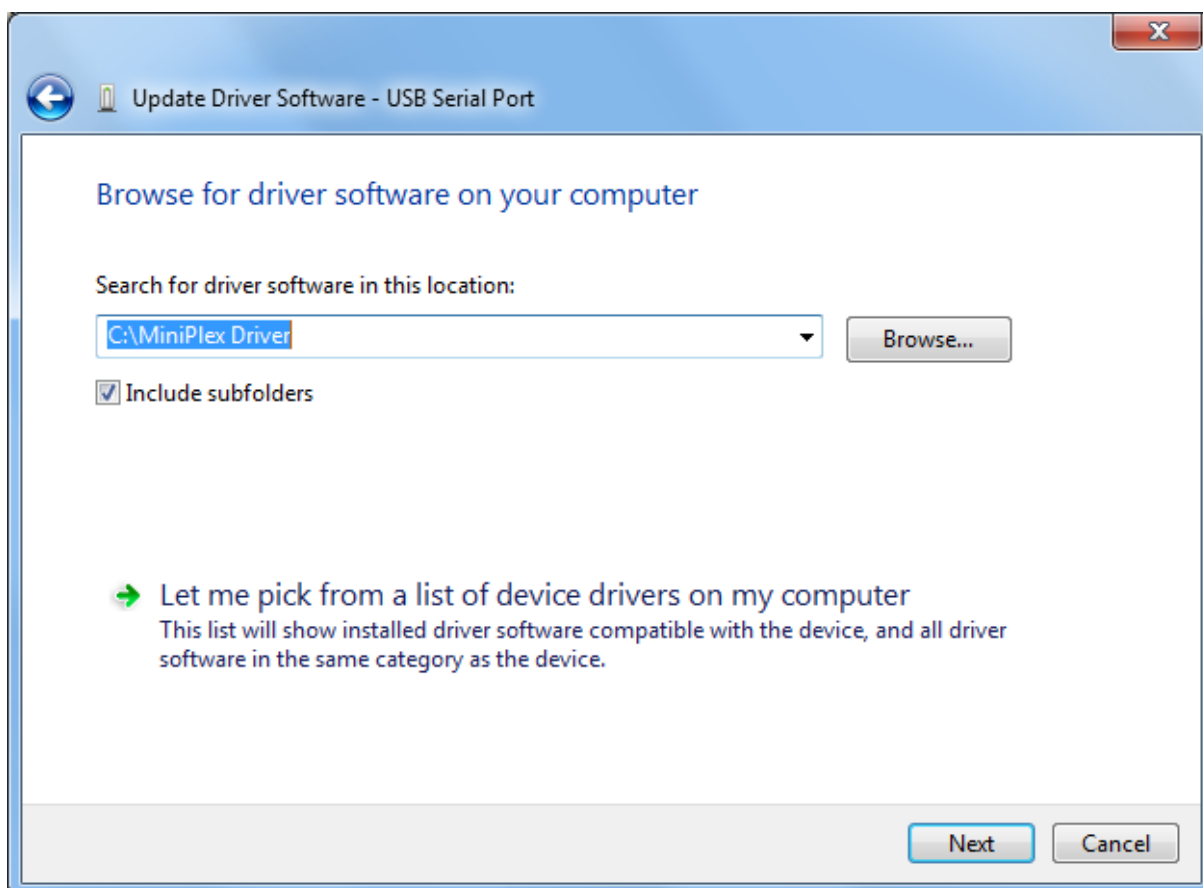 Update Driver Software - USB Serial Port
Browse for driver software on your computer
Search for driver software in this location:
C:\MiniPlex Driver
Browse...
Include subfolders
Let me pick from a list of device drivers on my computer
This list will show installed driver software compatible with the device, and all driver
software in the same category as the device.
Next
Cancel